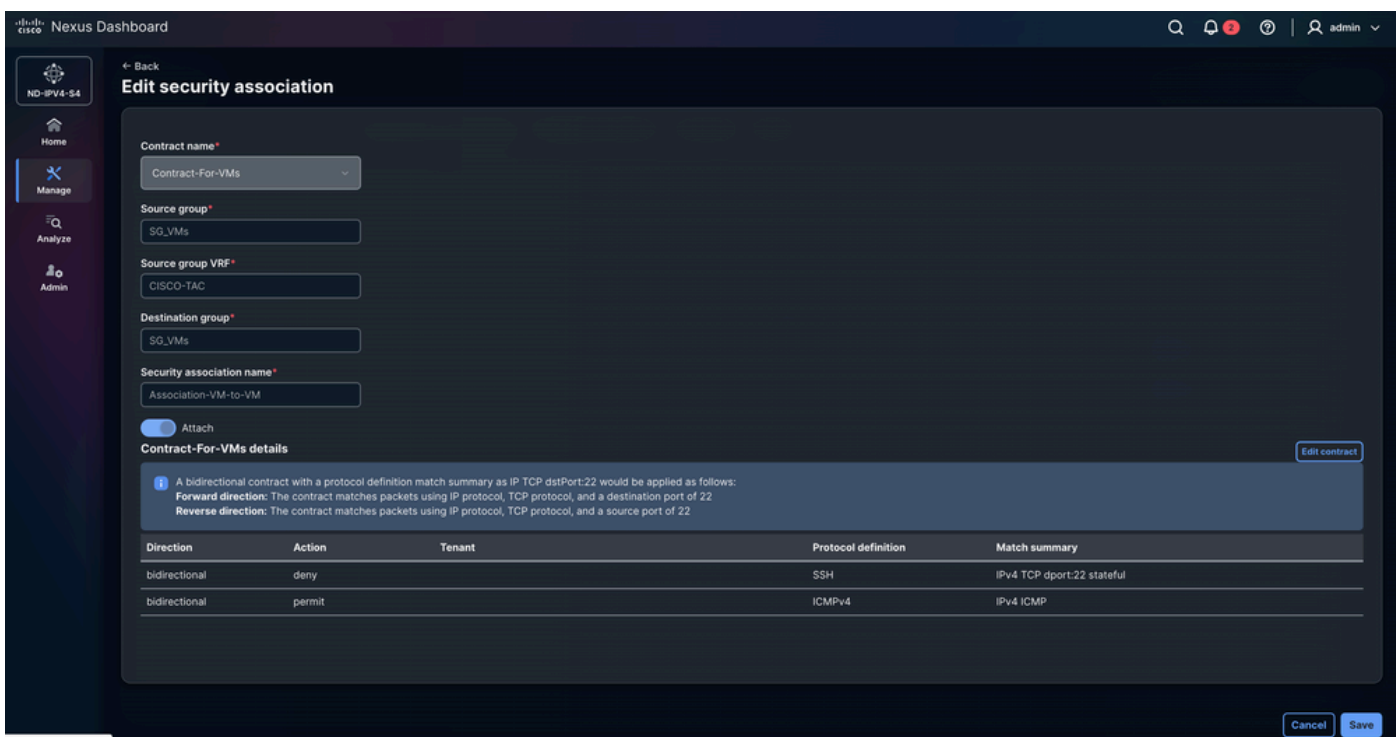 cisco Nexus Dashboard
2
admin
ND-IPV4-S4
Home
Manage
Analyze
Admin
← Back
Edit security association
Contract name*
Contract-For-VMs
Source group*
SG_VMs
Source group VRF*
CISCO-TAC
Destination group*
SG_VMs
Security association name*
Association-VM-to-VM
Attach
Contract-For-VMs details
Edit contract
A bidirectional contract with a protocol definition match summary as IP TCP dstPort:22 would be applied as follows:
Forward direction: The contract matches packets using IP protocol, TCP protocol, and a destination port of 22
Reverse direction: The contract matches packets using IP protocol, TCP protocol, and a source port of 22
Direction Action Tenant Protocol definition Match summary
bidirectional deny SSH IPv4 TCP dport:22 stateful
bidirectional permit ICMPv4 IPv4 ICMP
Cancel Save